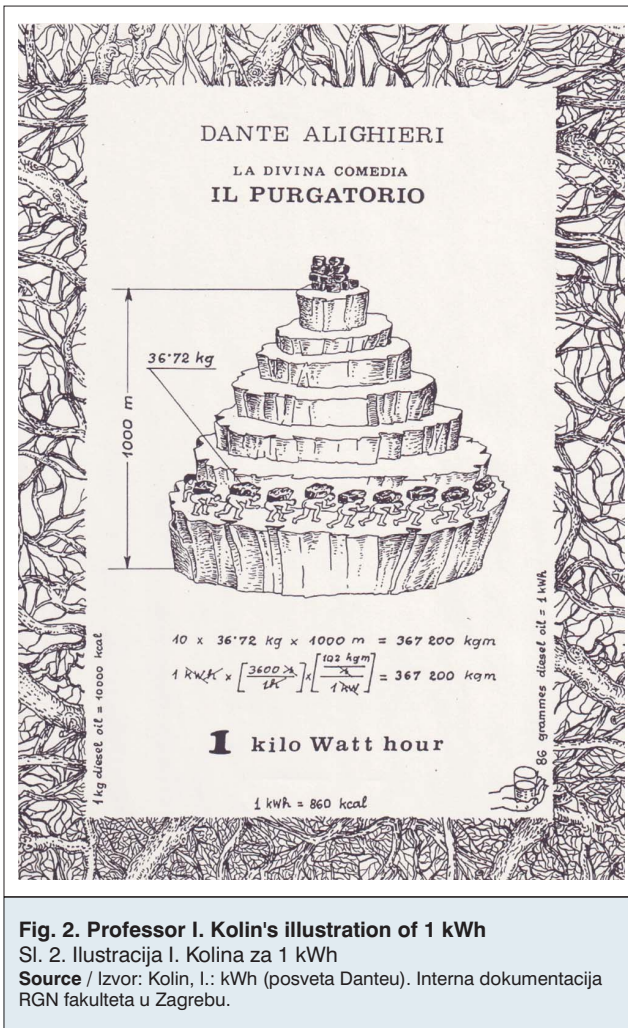 DANTE ALIGHIERI
LA DIVINA COMEDIA
IL PURGATORIO
36·72 kg
1000 m
10 x 36·72 kg x 1000 m = 367 200 kgm
1 kWh x [3600 s / 1h] x [102 kgm / s / 1 kW] = 367 200 kgm
1 kg diesel oil = 10000 kcal
86 grammes diesel oil = 1 kWh
1 kilo Watt hour
1 kWh = 860 kcal
Fig. 2. Professor I. Kolin's illustration of 1 kWh
Sl. 2. Ilustracija I. Kolina za 1 kWh
Source / Izvor: Kolin, I.: kWh (posveta Danteu). Interna dokumentacija
RGN fakulteta u Zagrebu.